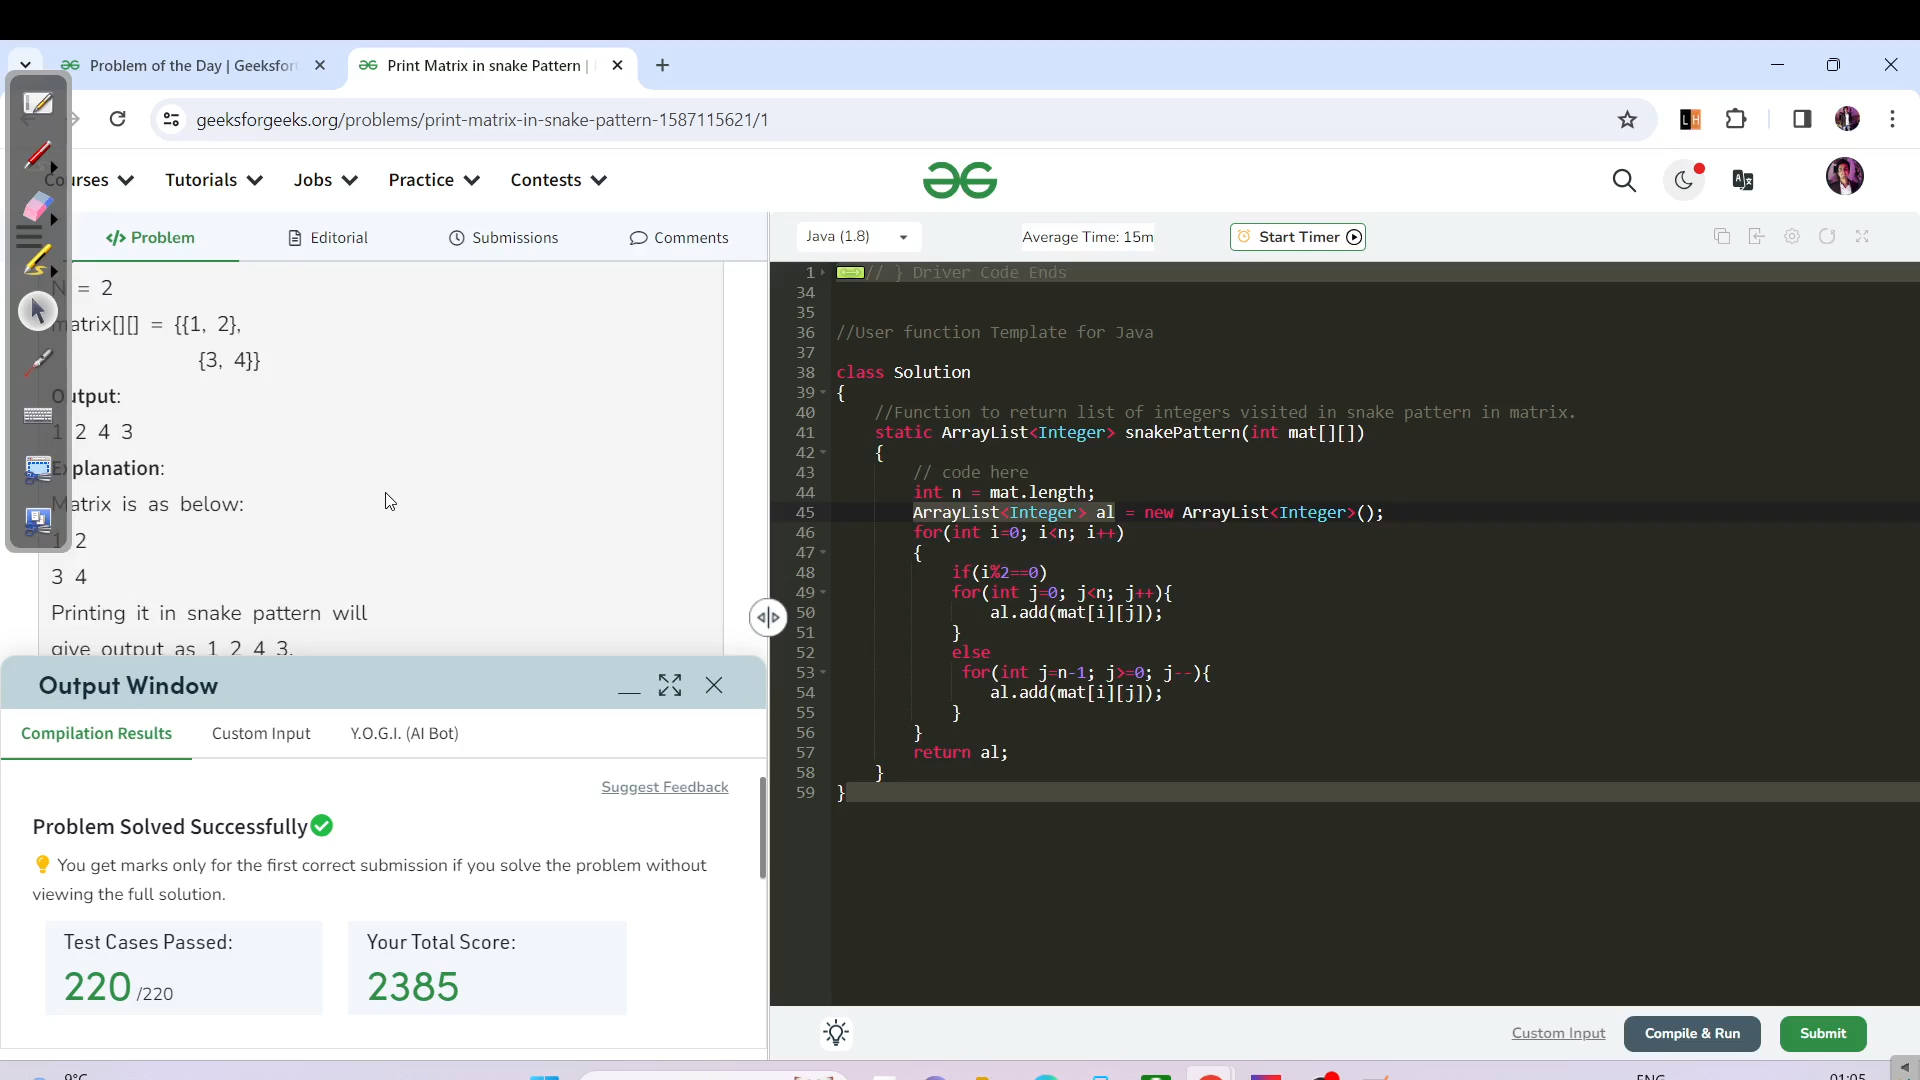 Problem of the Day | Geeksfor
Print Matrix in snake Pattern |
geeksforgeeks.org/problems/print-matrix-in-snake-pattern-1587115621/1
LH
urses
Tutorials
Jobs
Practice
Contests
</> Problem
Editorial
Submissions
Comments
Java (1.8)
Average Time: 15m
Start Timer
N = 2
matrix[][] = {{1, 2},
{3, 4}}
Output:
1 2 4 3
Explanation:
Matrix is as below:
1 2
3 4
Printing it in snake pattern will
give output as 1 2 4 3.
Output Window
Compilation Results
Custom Input
Y.O.G.I. (AI Bot)
Suggest Feedback
Problem Solved Successfully
You get marks only for the first correct submission if you solve the problem without
viewing the full solution.
Test Cases Passed:
220 /220
Your Total Score:
2385
1 // } Driver Code Ends
34
35
36 //User function Template for Java
37
38 class Solution
39 {
40 //Function to return list of integers visited in snake pattern in matrix.
41 static ArrayList<Integer> snakePattern(int mat[][])
42 {
43 // code here
44 int n = mat.length;
45 ArrayList<Integer> al = new ArrayList<Integer>();
46 for(int i=0; i<n; i++)
47 {
48 if(i%2==0)
49 for(int j=0; j<n; j++){
50 al.add(mat[i][j]);
51 }
52 else
53 for(int j=n-1; j>=0; j--){
54 al.add(mat[i][j]);
55 }
56 }
57 return al;
58 }
59 }
Custom Input
Compile & Run
Submit
9°C
ENG
01:05